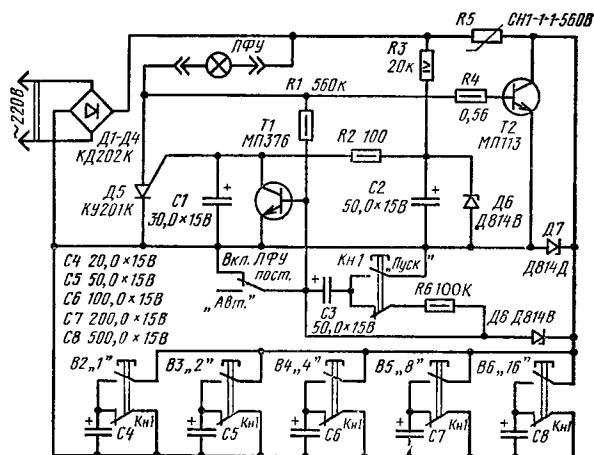 R5 СН1-1-1-560В
ЛФУ
R3 20к
R1 560к
R4 0,56
~220В
Д1-Д4 КД202К
Т1 МП37б
R2 100
Т2 МП113
Д5 КУ201К
С1 30,0×15В
С2 50,0×15В
Д6 Д814В
Д7 Д814Д
Вкл. ЛФУ
пост.
„Авт."
Кн1 „Пуск"
С4 20,0×15В
С5 50,0×15В
С6 100,0×15В
С7 200,0×15В
С8 500,0×15В
С3 50,0×15В
R6 100К
Д8 Д814В
В2„1" В3„2" В4„4" В5„8" В6„16"
Кн1 Кн1 Кн1 Кн1 Кн1
С4 С5 С6 С7 С8